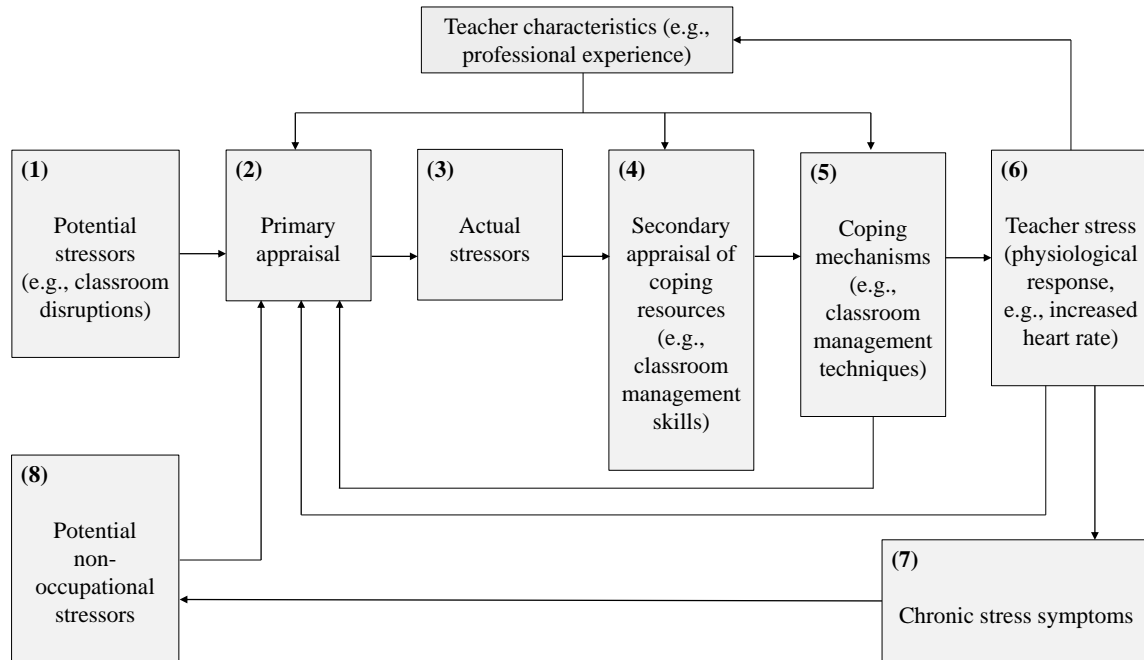 Teacher characteristics (e.g.,
professional experience)
(1)
Potential
stressors
(e.g., classroom
disruptions)
(2)
Primary
appraisal
(3)
Actual
stressors
(4)
Secondary
appraisal of
coping
resources
(e.g.,
classroom
management
skills)
(5)
Coping
mechanisms
(e.g.,
classroom
management
techniques)
(6)
Teacher stress
(physiological
response,
e.g., increased
heart rate)
(8)
Potential
non-
occupational
stressors
(7)
Chronic stress symptoms